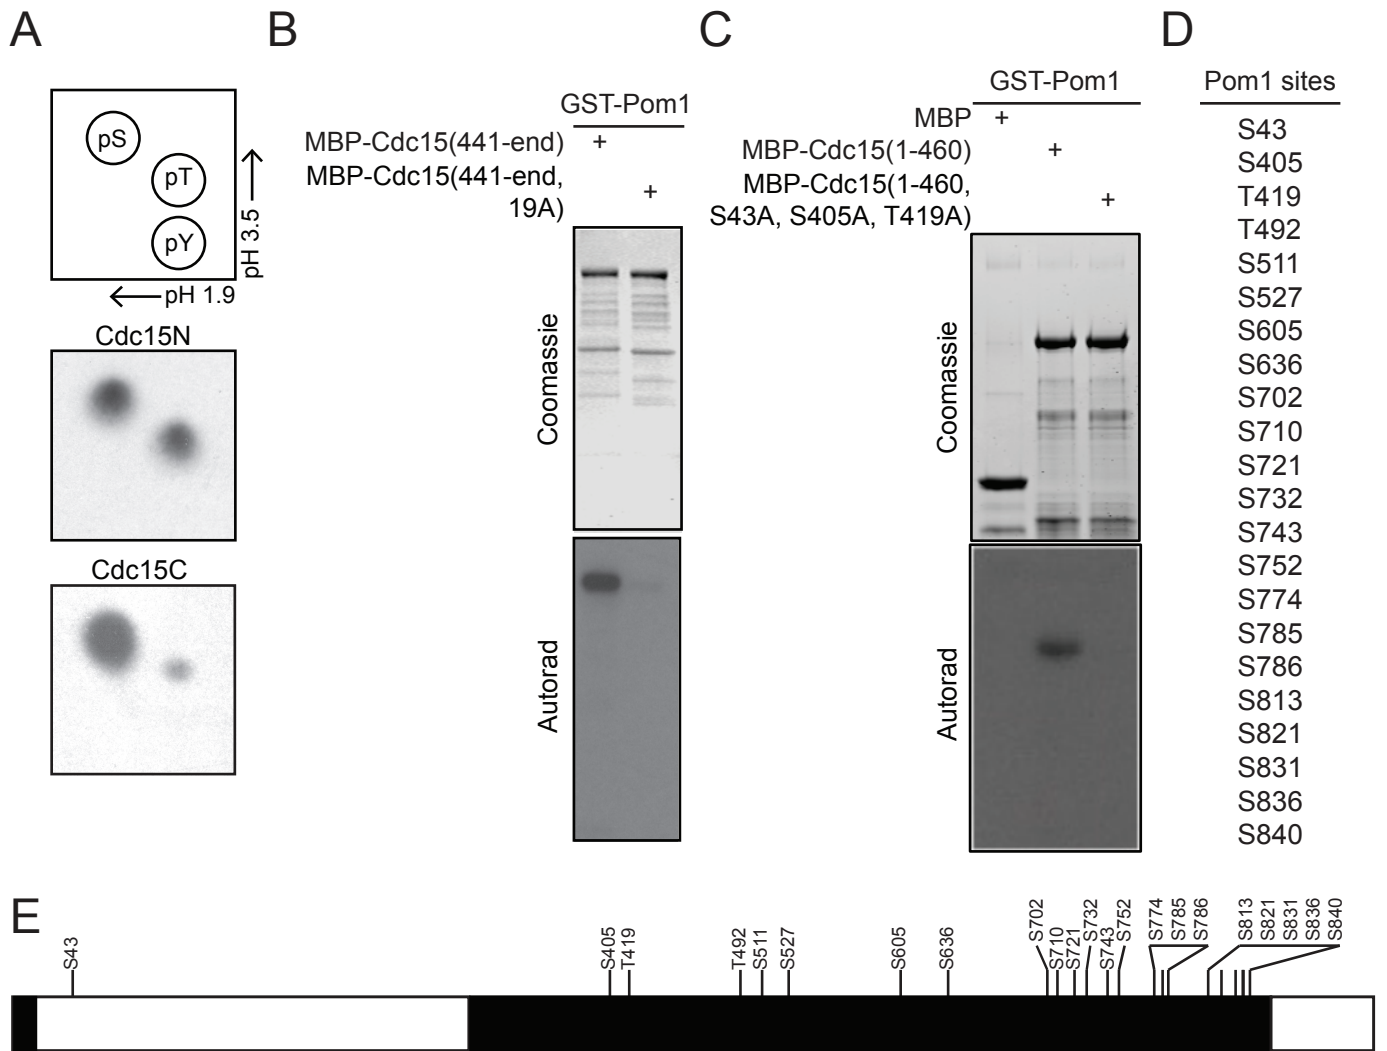 A
pS
pT
pY
pH 3.5
pH 1.9
Cdc15N
Cdc15C
B
GST-Pom1
MBP-Cdc15(441-end)
+
MBP-Cdc15(441-end,
19A)
+
Coomassie
Autorad
C
GST-Pom1
MBP
+
MBP-Cdc15(1-460)
+
MBP-Cdc15(1-460,
S43A, S405A, T419A)
+
Coomassie
Autorad
D
Pom1 sites
S43
S405
T419
T492
S511
S527
S605
S636
S702
S710
S721
S732
S743
S752
S774
S785
S786
S813
S821
S831
S836
S840
E
S43
S405
T419
T492
S511
S527
S605
S636
S702
S710
S721
S732
S743
S752
S774
S785
S786
S813
S821
S831
S836
S840